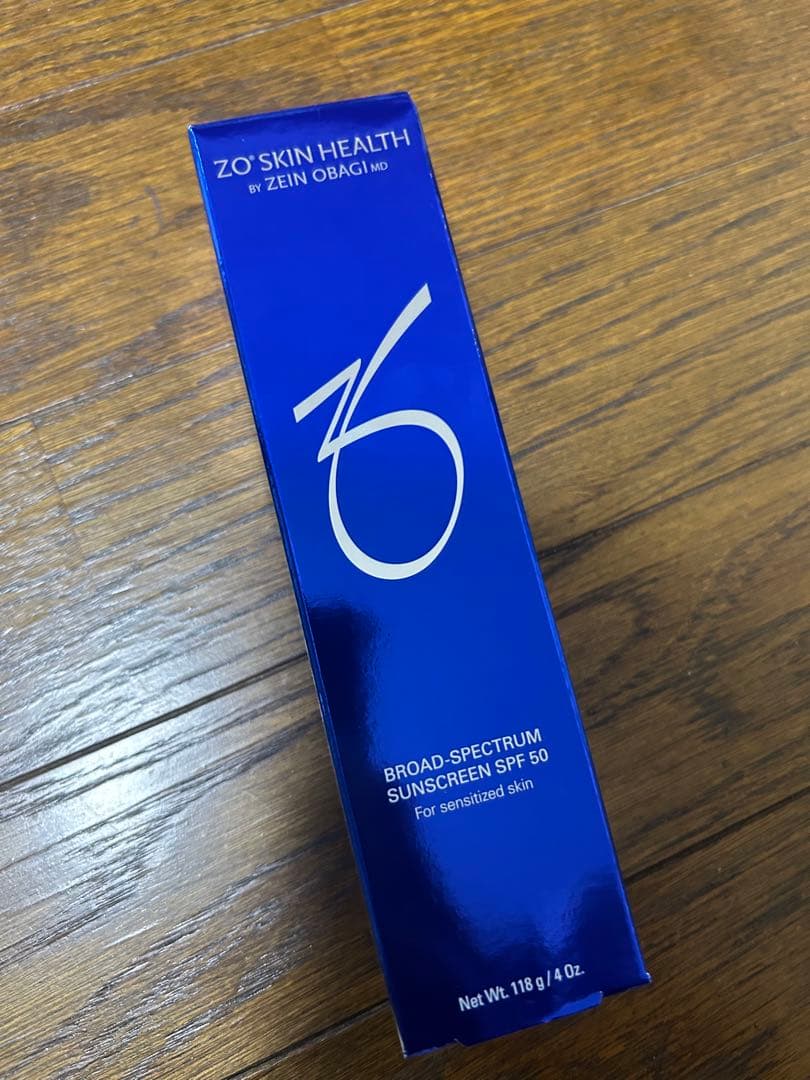 ZO® SKIN HEALTH
BY ZEIN OBAGI MD
ZO
BROAD-SPECTRUM
SUNSCREEN SPF 50
For sensitized skin
Net Wt. 118 g / 4 Oz.